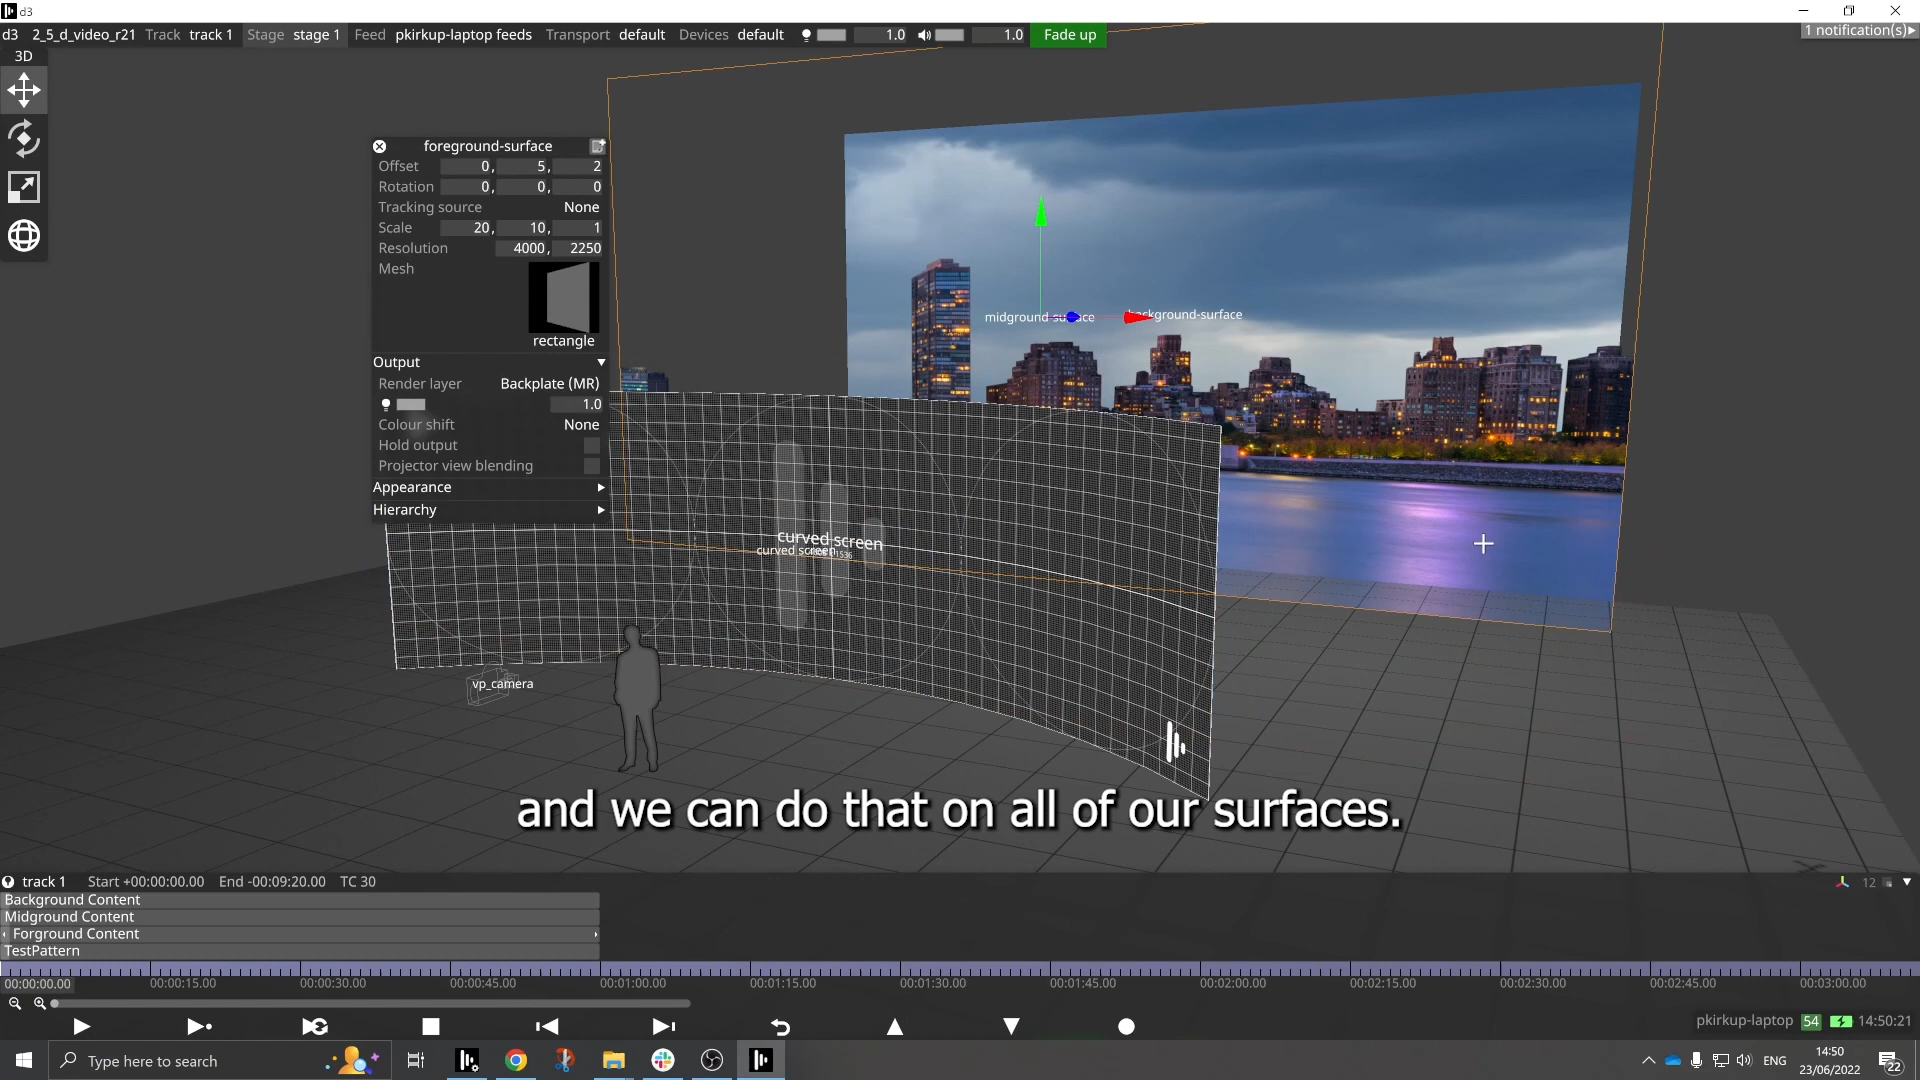 d3
d3 2_5_d_video_r21 Track track 1 Stage stage 1 Feed pkirkup-laptop feeds Transport default Devices default 1.0 1.0 Fade up
1 notification(s)
3D
foreground-surface
Offset 0, 5, 2
Rotation 0, 0, 0
Tracking source None
Scale 20, 10, 1
Resolution 4000, 2250
Mesh
rectangle
Output
Render layer Backplate (MR)
1.0
Colour shift None
Hold output
Projector view blending
Appearance
Hierarchy
midground-surface
background-surface
curved screen
curved screen
vp_camera
and we can do that on all of our surfaces.
track 1 Start +00:00:00.00 End -00:09:20.00 TC 30
12
Background Content
Midground Content
Forground Content
TestPattern
00:00:00.00 00:00:15.00 00:00:30.00 00:00:45.00 00:01:00.00 00:01:15.00 00:01:30.00 00:01:45.00 00:02:00.00 00:02:15.00 00:02:30.00 00:02:45.00 00:03:00.00
pkirkup-laptop 54 14:50:21
Type here to search
ENG
14:50
23/06/2022
22